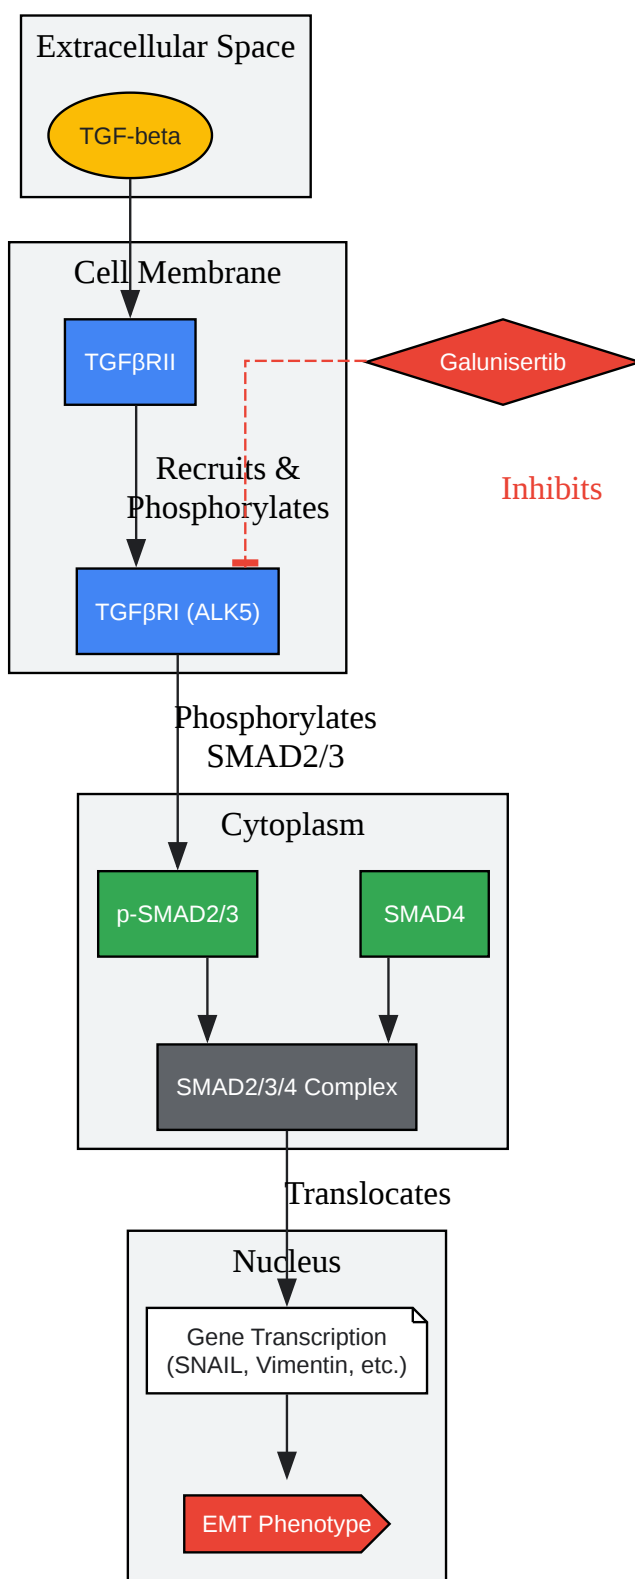 Extracellular Space
TGF-beta
Cell Membrane
TGFβRII
Galunisertib
Recruits &
Phosphorylates
Inhibits
TGFβRI (ALK5)
Phosphorylates
SMAD2/3
Cytoplasm
p-SMAD2/3
SMAD4
SMAD2/3/4 Complex
Translocates
Nucleus
Gene Transcription
(SNAIL, Vimentin, etc.)
EMT Phenotype